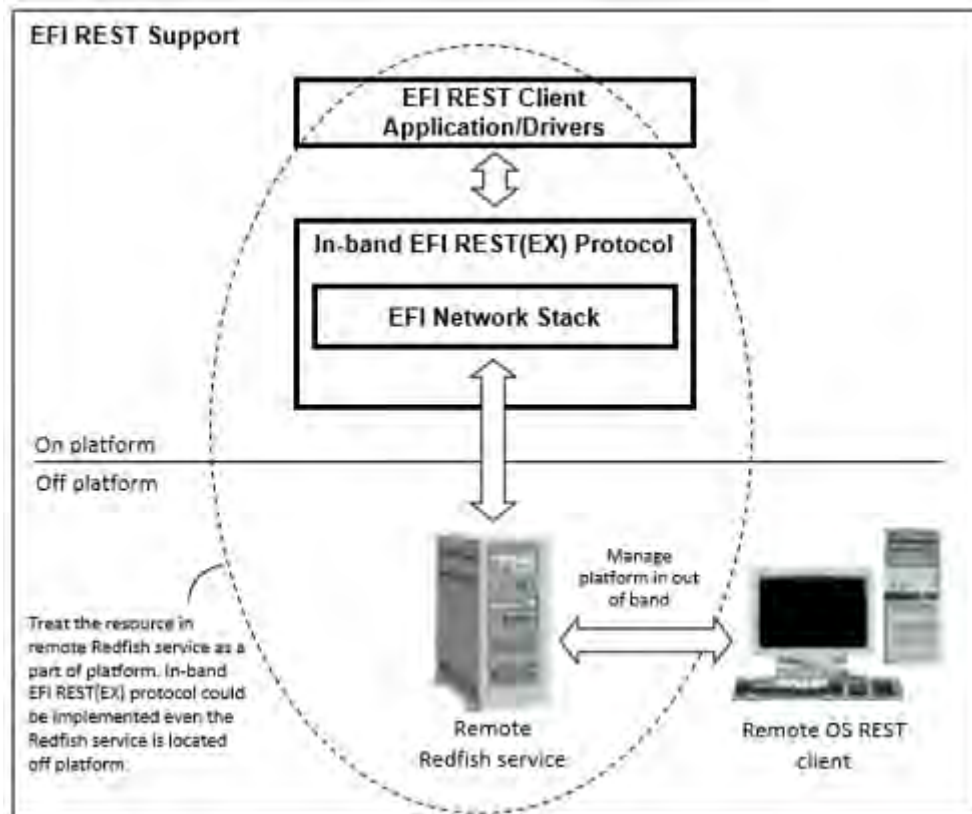 EFI REST Support
EFI REST Client
Application/Drivers
In-band EFI REST(EX) Protocol
EFI Network Stack
On platform
Off platform
Manage
platform in out
of band
Treat the resource in
remote Redfish service as a
part of platform. In-band
EFI REST(EX) protocol could
be implemented even the
Redfish service is located
off platform.
Remote
Redfish service
Remote OS REST
client